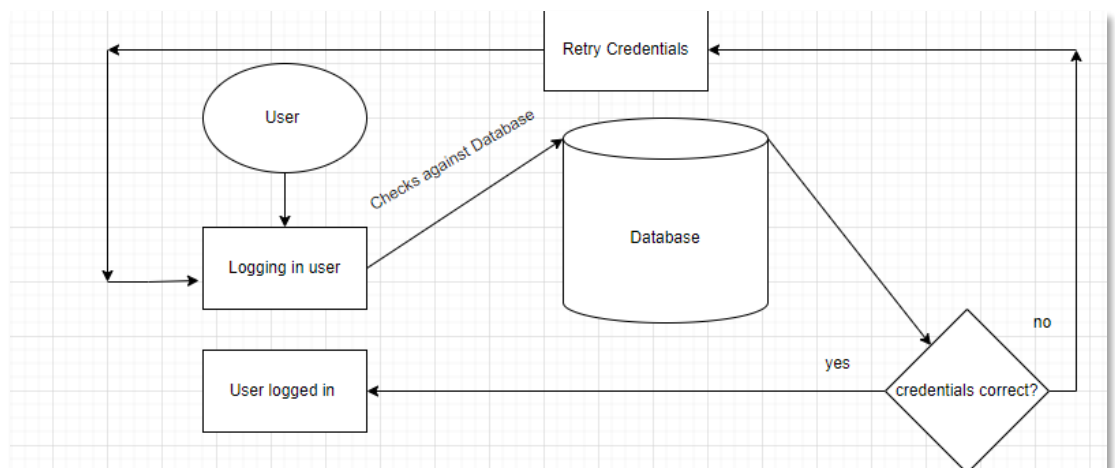 Retry Credentials
User
Checks against Database
Database
Logging in user
no
yes
User logged in
credentials correct?